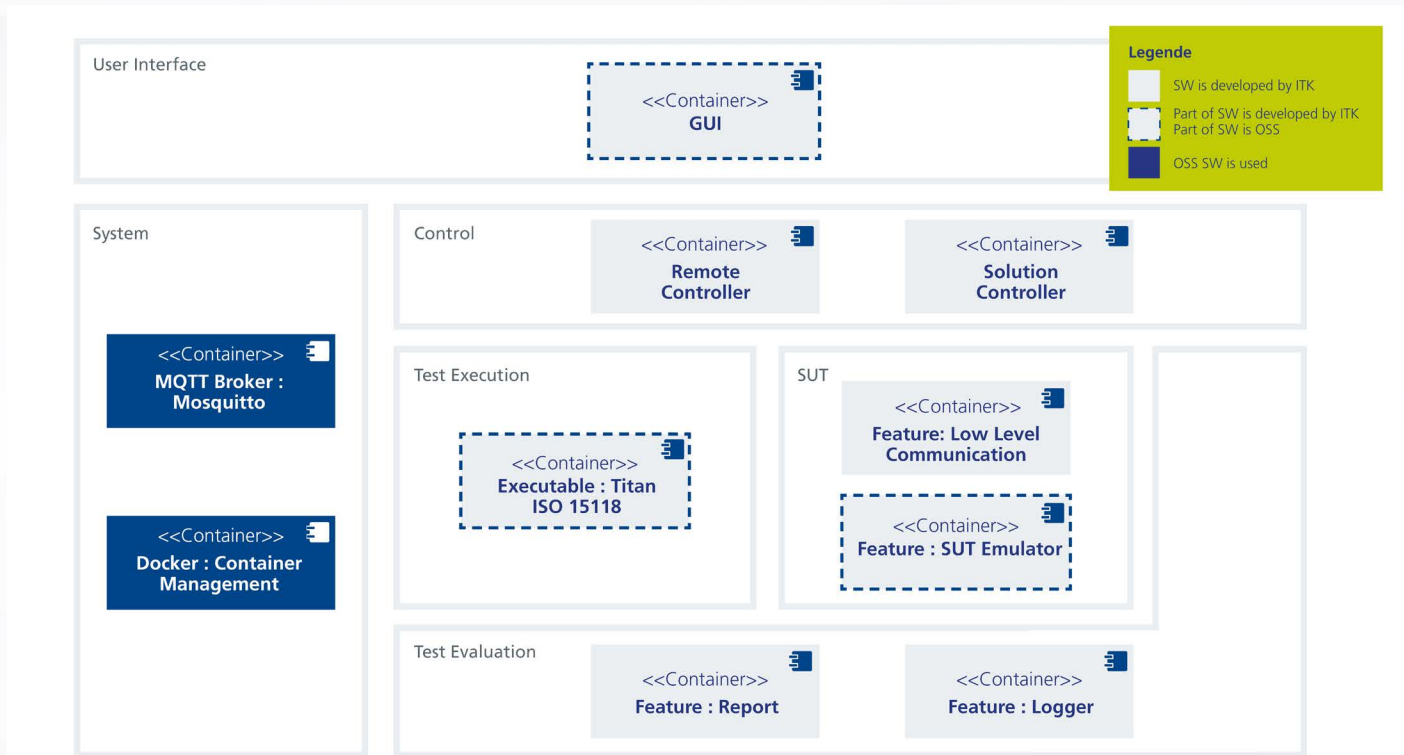 User Interface
<<Container>>
GUI
Legende
SW is developed by ITK
Part of SW is developed by ITK
Part of SW is OSS
OSS SW is used
System
<<Container>>
MQTT Broker :
Mosquitto
<<Container>>
Docker : Container
Management
Control
<<Container>>
Remote
Controller
<<Container>>
Solution
Controller
Test Execution
<<Container>>
Executable : Titan
ISO 15118
SUT
<<Container>>
Feature: Low Level
Communication
<<Container>>
Feature : SUT Emulator
Test Evaluation
<<Container>>
Feature : Report
<<Container>>
Feature : Logger